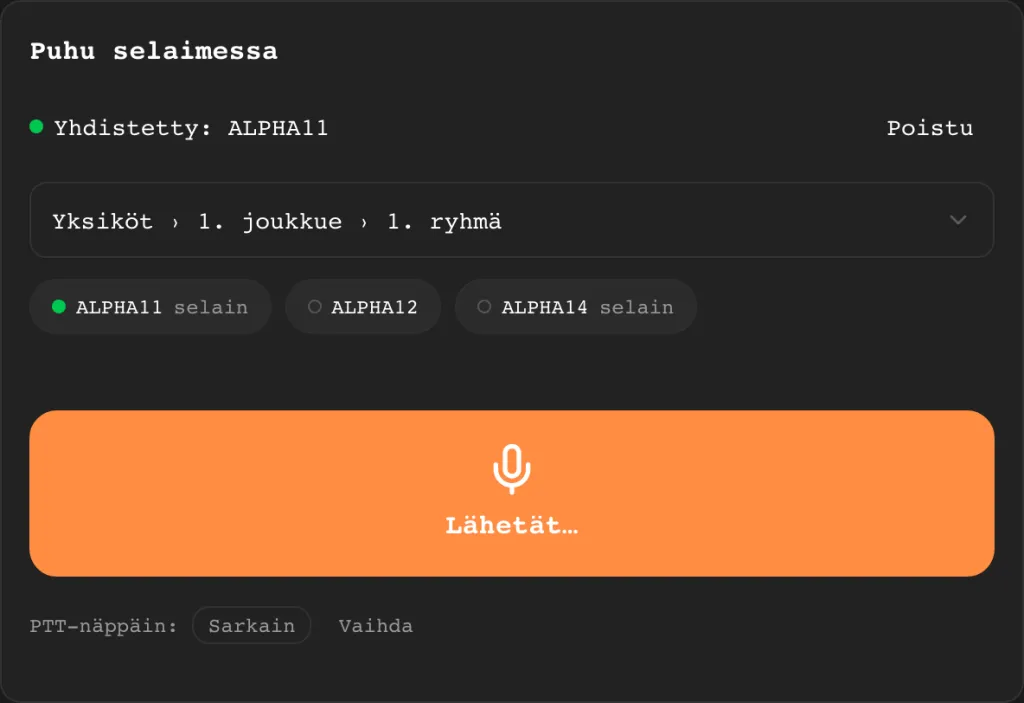 Puhu selaimessa
Yhdistetty: ALPHA11 Poistu
Yksiköt › 1. joukkue › 1. ryhmä
ALPHA11 selain ALPHA12 ALPHA14 selain
Lähetät…
PTT-näppäin: Sarkain Vaihda